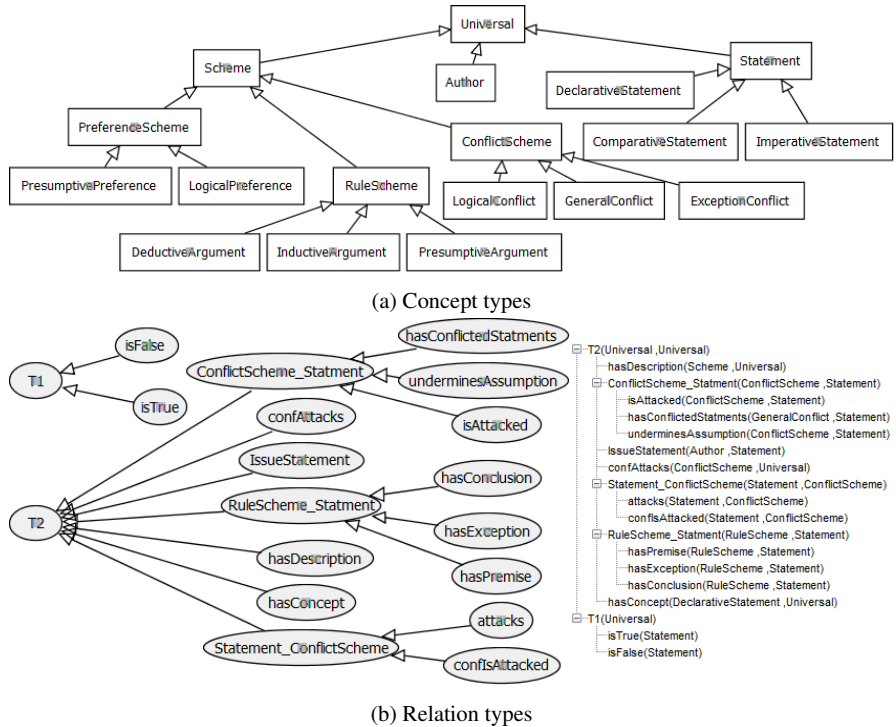 Universal
Scheme
Statement
Author
DeclarativeStatement
PreferenceScheme
ConflictScheme
ComparativeStatement
ImperativeStatement
PresumptivePreference
LogicalPreference
RuleScheme
LogicalConflict
GeneralConflict
ExceptionConflict
DeductiveArgument
InductiveArgument
PresumptiveArgument
(a) Concept types
isFalse
T1
isTrue
hasConflictedStatments
ConflictScheme_Statment
underminesAssumption
confAttacks
isAttacked
IssueStatement
hasConclusion
RuleScheme_Statment
T2
hasException
hasDescription
hasPremise
hasConcept
attacks
Statement_ConflictScheme
confIsAttacked
T2(Universal ,Universal)
hasDescription(Scheme ,Universal)
ConflictScheme_Statment(ConflictScheme ,Statement)
isAttacked(ConflictScheme ,Statement)
hasConflictedStatments(GeneralConflict ,Statement)
underminesAssumption(ConflictScheme ,Statement)
IssueStatement(Author ,Statement)
confAttacks(ConflictScheme ,Universal)
Statement_ConflictScheme(Statement ,ConflictScheme)
attacks(Statement ,ConflictScheme)
confIsAttacked(Statement ,ConflictScheme)
RuleScheme_Statment(RuleScheme ,Statement)
hasPremise(RuleScheme ,Statement)
hasException(RuleScheme ,Statement)
hasConclusion(RuleScheme ,Statement)
hasConcept(DeclarativeStatement ,Universal)
T1(Universal)
isTrue(Statement)
isFalse(Statement)
(b) Relation types